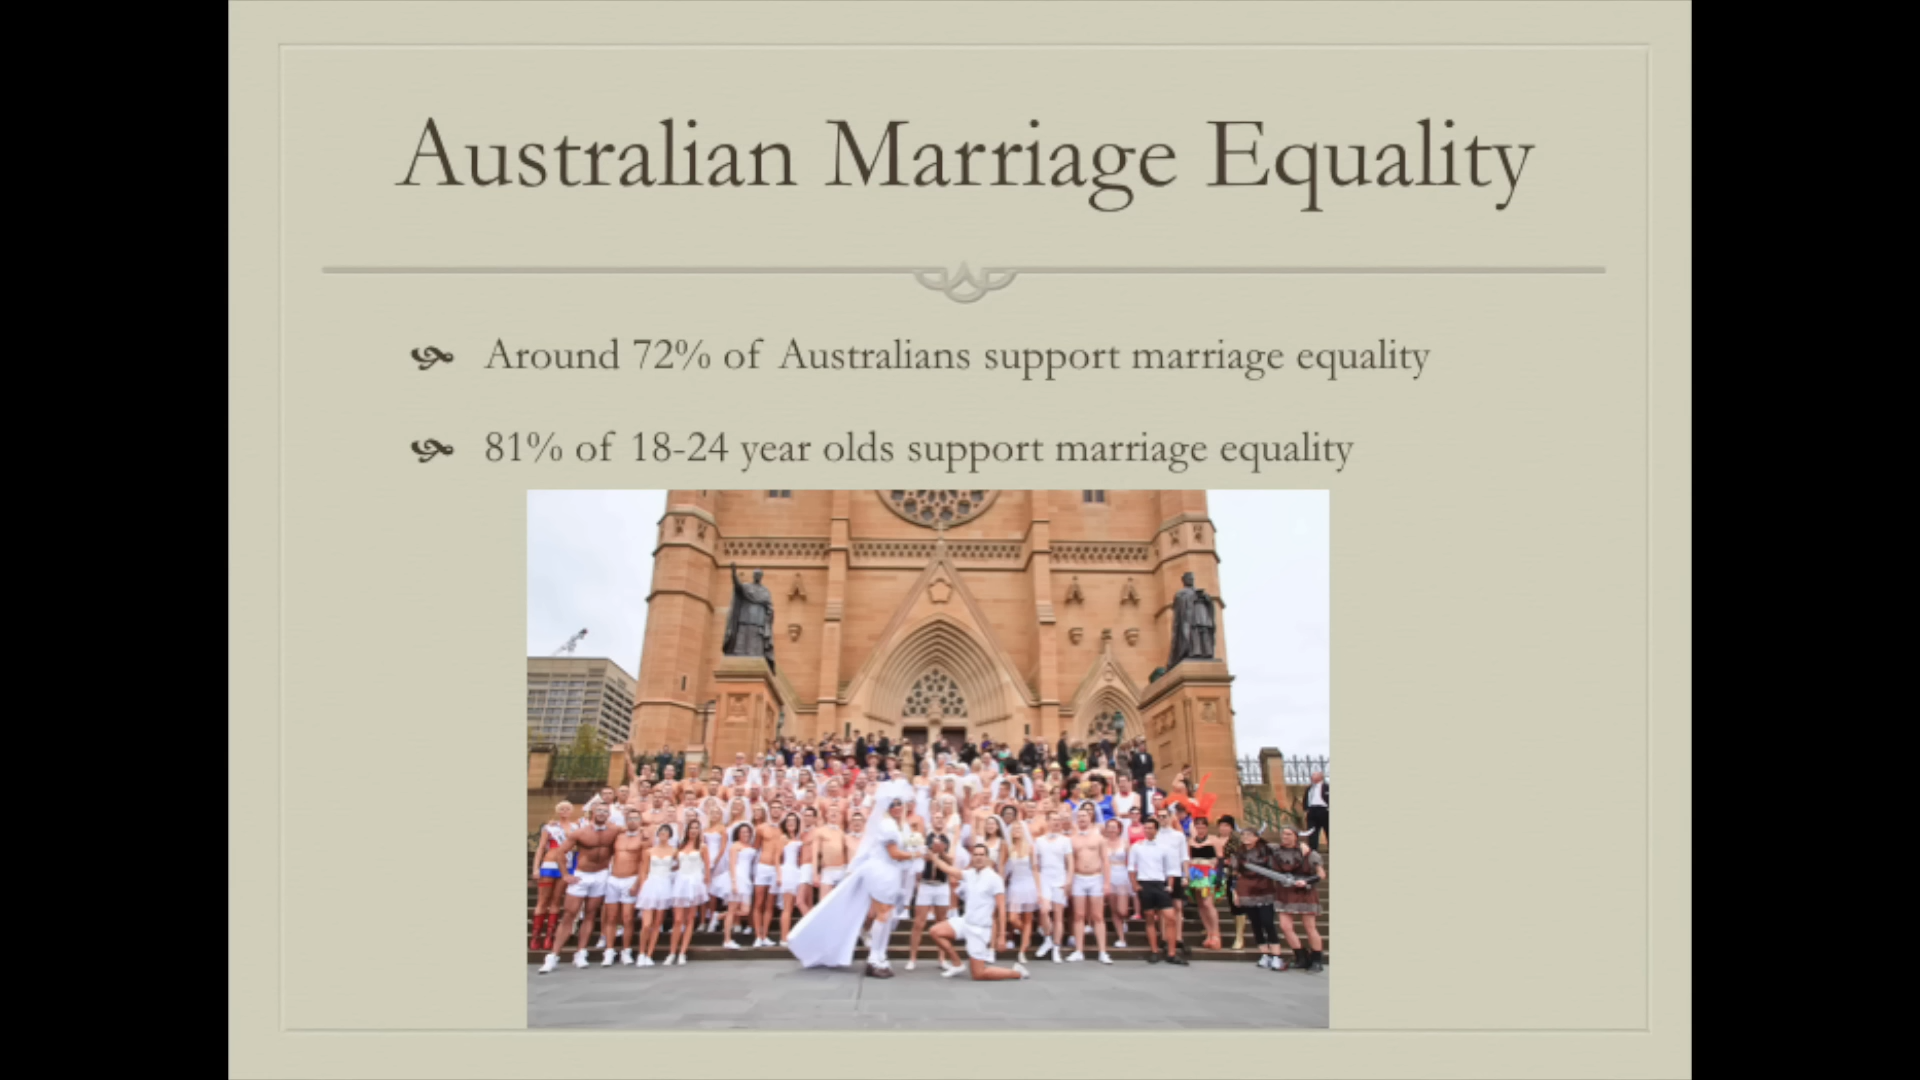 Australian Marriage Equality
Around 72% of Australians support marriage equality
81% of 18-24 year olds support marriage equality